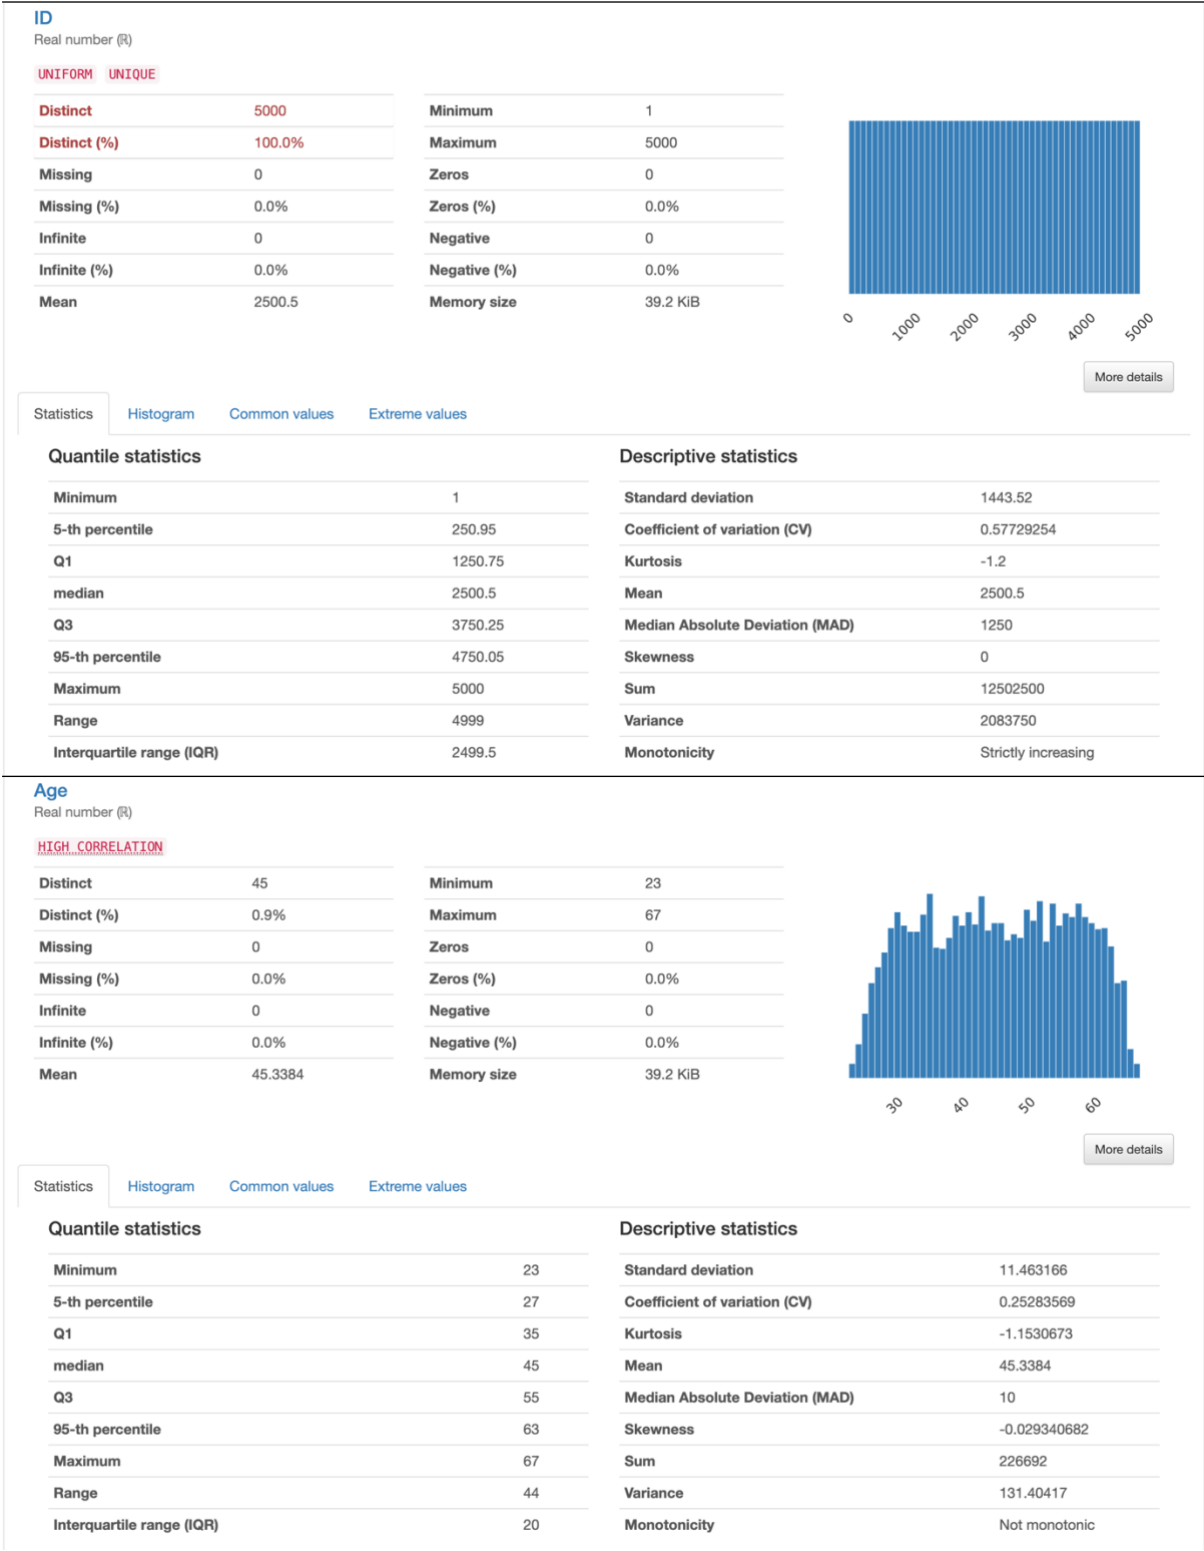 ID
Real number (ℝ)
UNIFORM UNIQUE
Distinct 5000 Minimum 1
Distinct (%) 100.0% Maximum 5000
Missing 0 Zeros 0
Missing (%) 0.0% Zeros (%) 0.0%
Infinite 0 Negative 0
Infinite (%) 0.0% Negative (%) 0.0%
Mean 2500.5 Memory size 39.2 KiB
0 1000 2000 3000 4000 5000
More details
Statistics Histogram Common values Extreme values
Quantile statistics Descriptive statistics
Minimum 1 Standard deviation 1443.52
5-th percentile 250.95 Coefficient of variation (CV) 0.57729254
Q1 1250.75 Kurtosis -1.2
median 2500.5 Mean 2500.5
Q3 3750.25 Median Absolute Deviation (MAD) 1250
95-th percentile 4750.05 Skewness 0
Maximum 5000 Sum 12502500
Range 4999 Variance 2083750
Interquartile range (IQR) 2499.5 Monotonicity Strictly increasing
Age
Real number (ℝ)
HIGH CORRELATION
Distinct 45 Minimum 23
Distinct (%) 0.9% Maximum 67
Missing 0 Zeros 0
Missing (%) 0.0% Zeros (%) 0.0%
Infinite 0 Negative 0
Infinite (%) 0.0% Negative (%) 0.0%
Mean 45.3384 Memory size 39.2 KiB
30 40 50 60
More details
Statistics Histogram Common values Extreme values
Quantile statistics Descriptive statistics
Minimum 23 Standard deviation 11.463166
5-th percentile 27 Coefficient of variation (CV) 0.25283569
Q1 35 Kurtosis -1.1530673
median 45 Mean 45.3384
Q3 55 Median Absolute Deviation (MAD) 10
95-th percentile 63 Skewness -0.029340682
Maximum 67 Sum 226692
Range 44 Variance 131.40417
Interquartile range (IQR) 20 Monotonicity Not monotonic